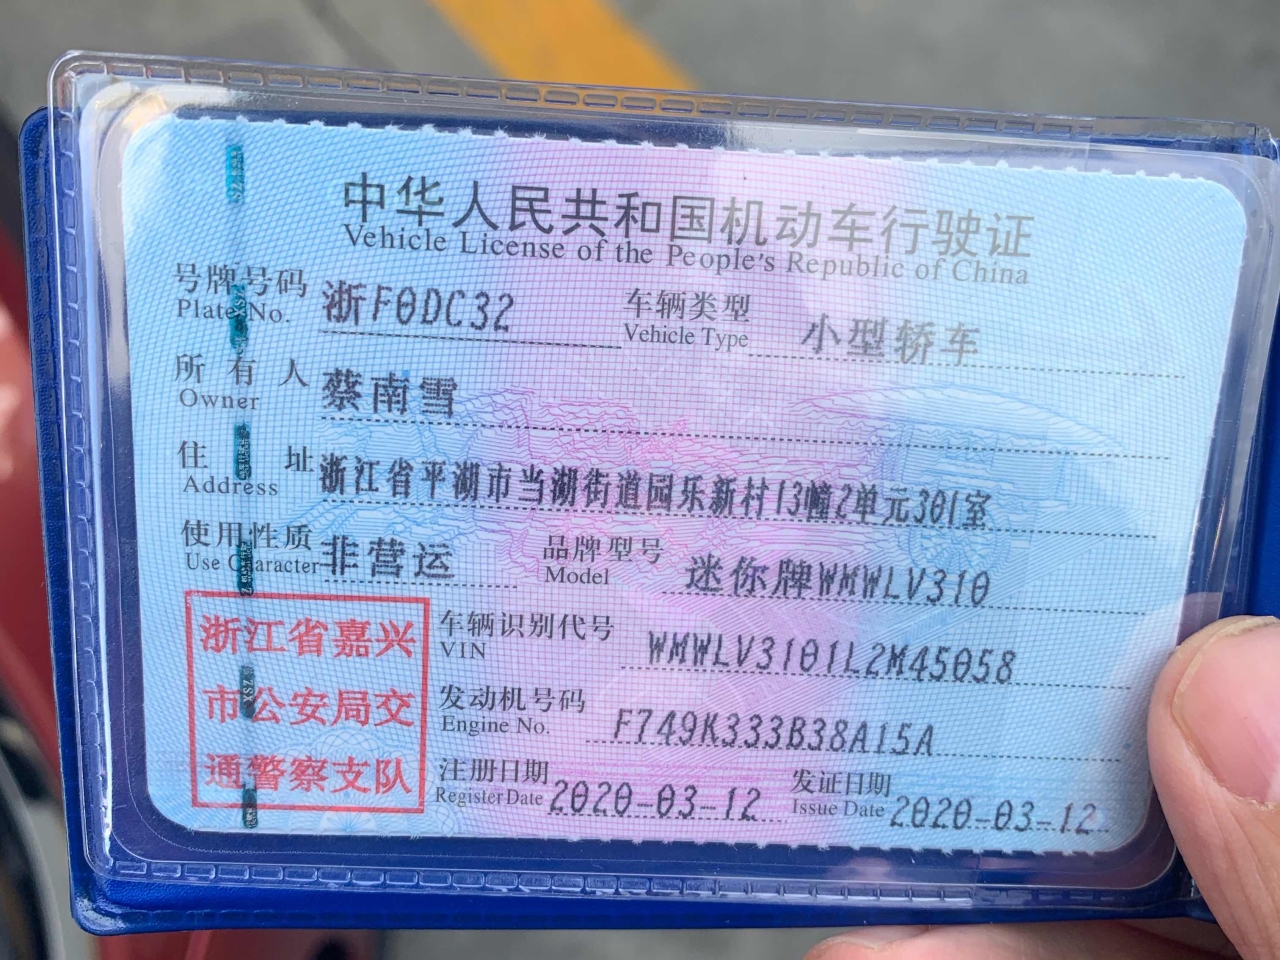 中华人民共和国机动车行驶证
Vehicle License of the People's Republic of China
号牌号码 浙F0DC32 车辆类型 小型轿车
Plate No. Vehicle Type
所有人 蔡南雪
Owner
住址 浙江省平湖市当湖街道园乐新村13幢2单元301室
Address
使用性质 非营运 品牌型号 迷你牌WMWLV310
Use Character Model
浙江省嘉兴
市公安局交
通警察支队
车辆识别代号 WMWLV3101L2M45058
VIN
发动机号码 F749K333B38A15A
Engine No.
注册日期 2020-03-12 发证日期 2020-03-12
Register Date Issue Date